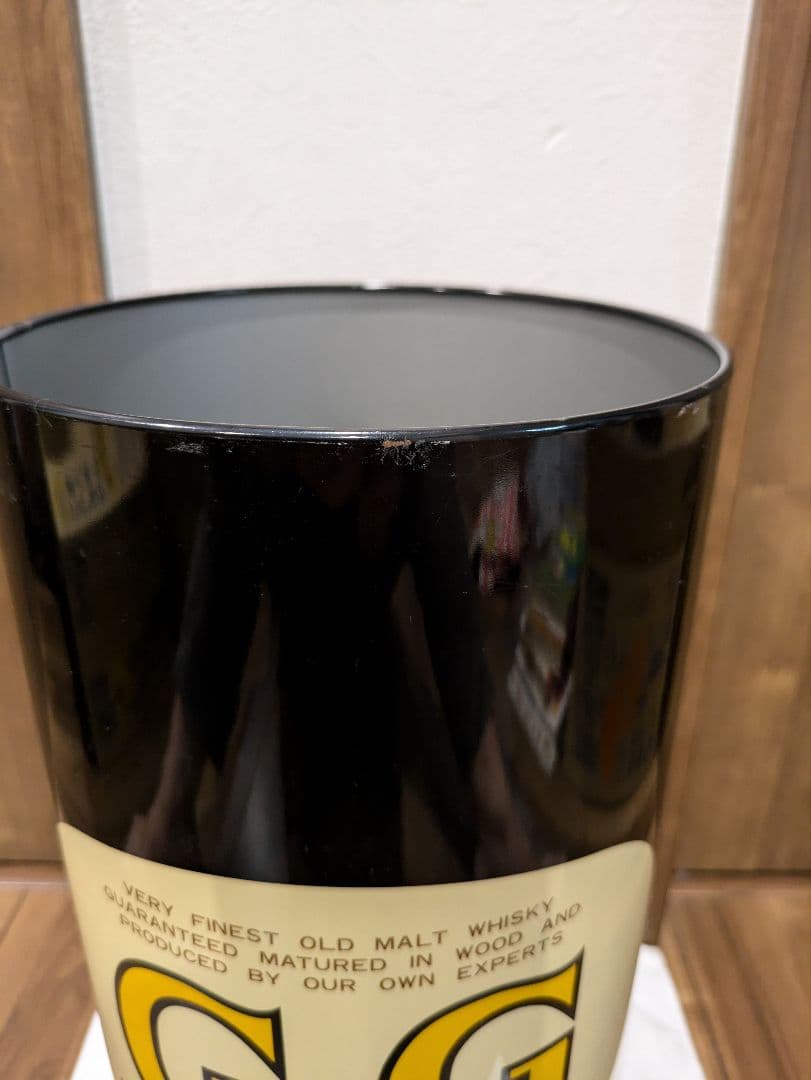 VERY FINEST OLD MALT WHISKY
GUARANTEED MATURED IN WOOD AND
PRODUCED BY OUR OWN EXPERTS
G G